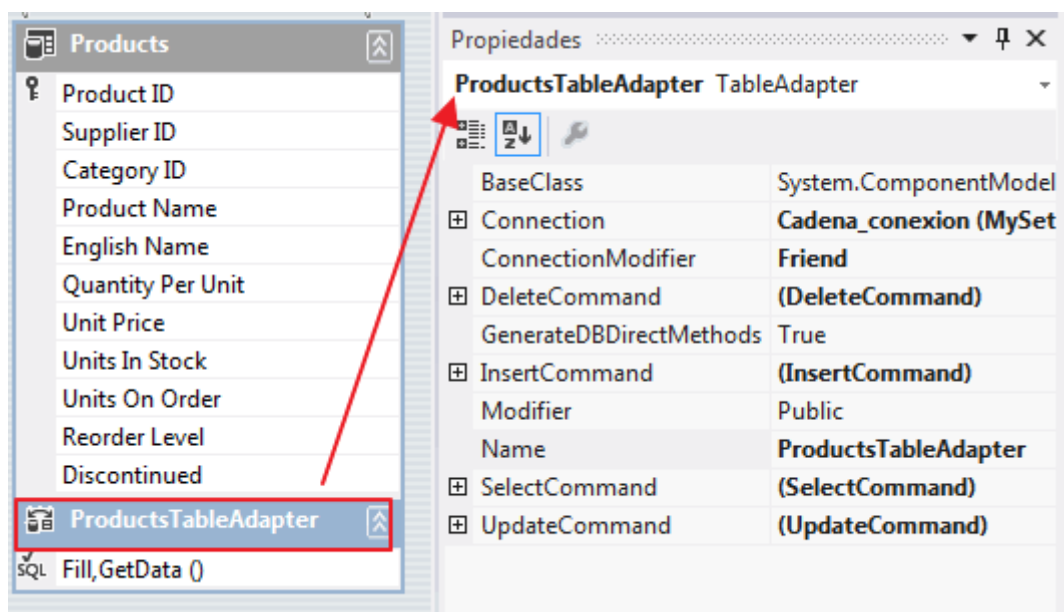 Products
Product ID
Supplier ID
Category ID
Product Name
English Name
Quantity Per Unit
Unit Price
Units In Stock
Units On Order
Reorder Level
Discontinued
ProductsTableAdapter
SQL Fill,GetData ()
Propiedades
ProductsTableAdapter TableAdapter
BaseClass System.ComponentModel
Connection Cadena_conexion (MySet
ConnectionModifier Friend
DeleteCommand (DeleteCommand)
GenerateDBDirectMethods True
InsertCommand (InsertCommand)
Modifier Public
Name ProductsTableAdapter
SelectCommand (SelectCommand)
UpdateCommand (UpdateCommand)